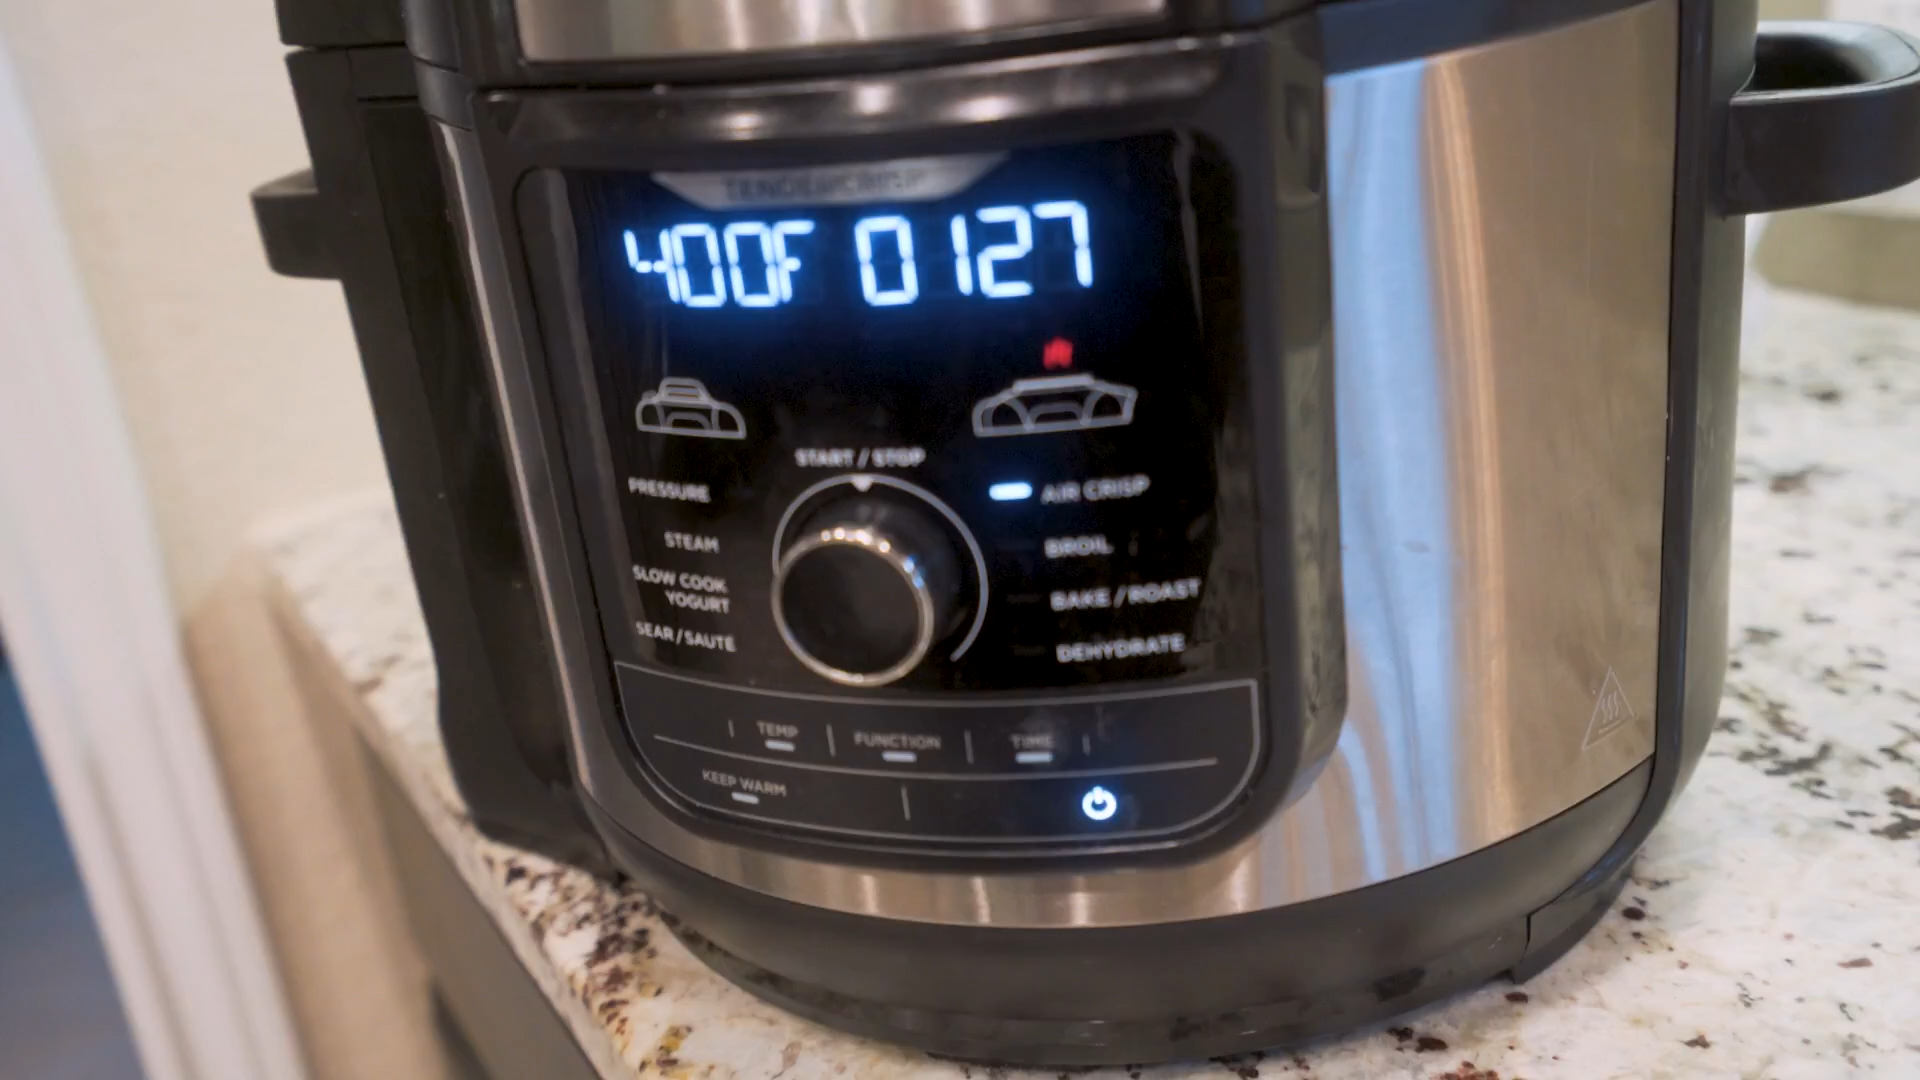 TENDERCRISP
400F 0127
START / STOP
PRESSURE
AIR CRISP
STEAM
BROIL
SLOW COOK
YOGURT
BAKE / ROAST
SEAR / SAUTÉ
DEHYDRATE
TEMP
FUNCTION
TIME
KEEP WARM